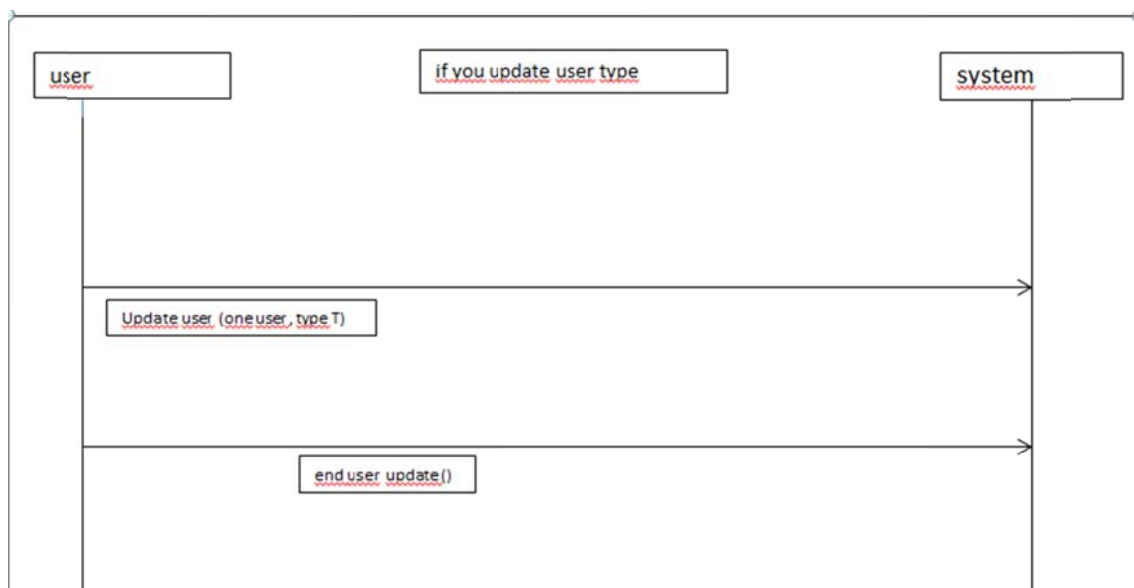 user
if you update user type
system
Update user (one user, type T)
end user update()